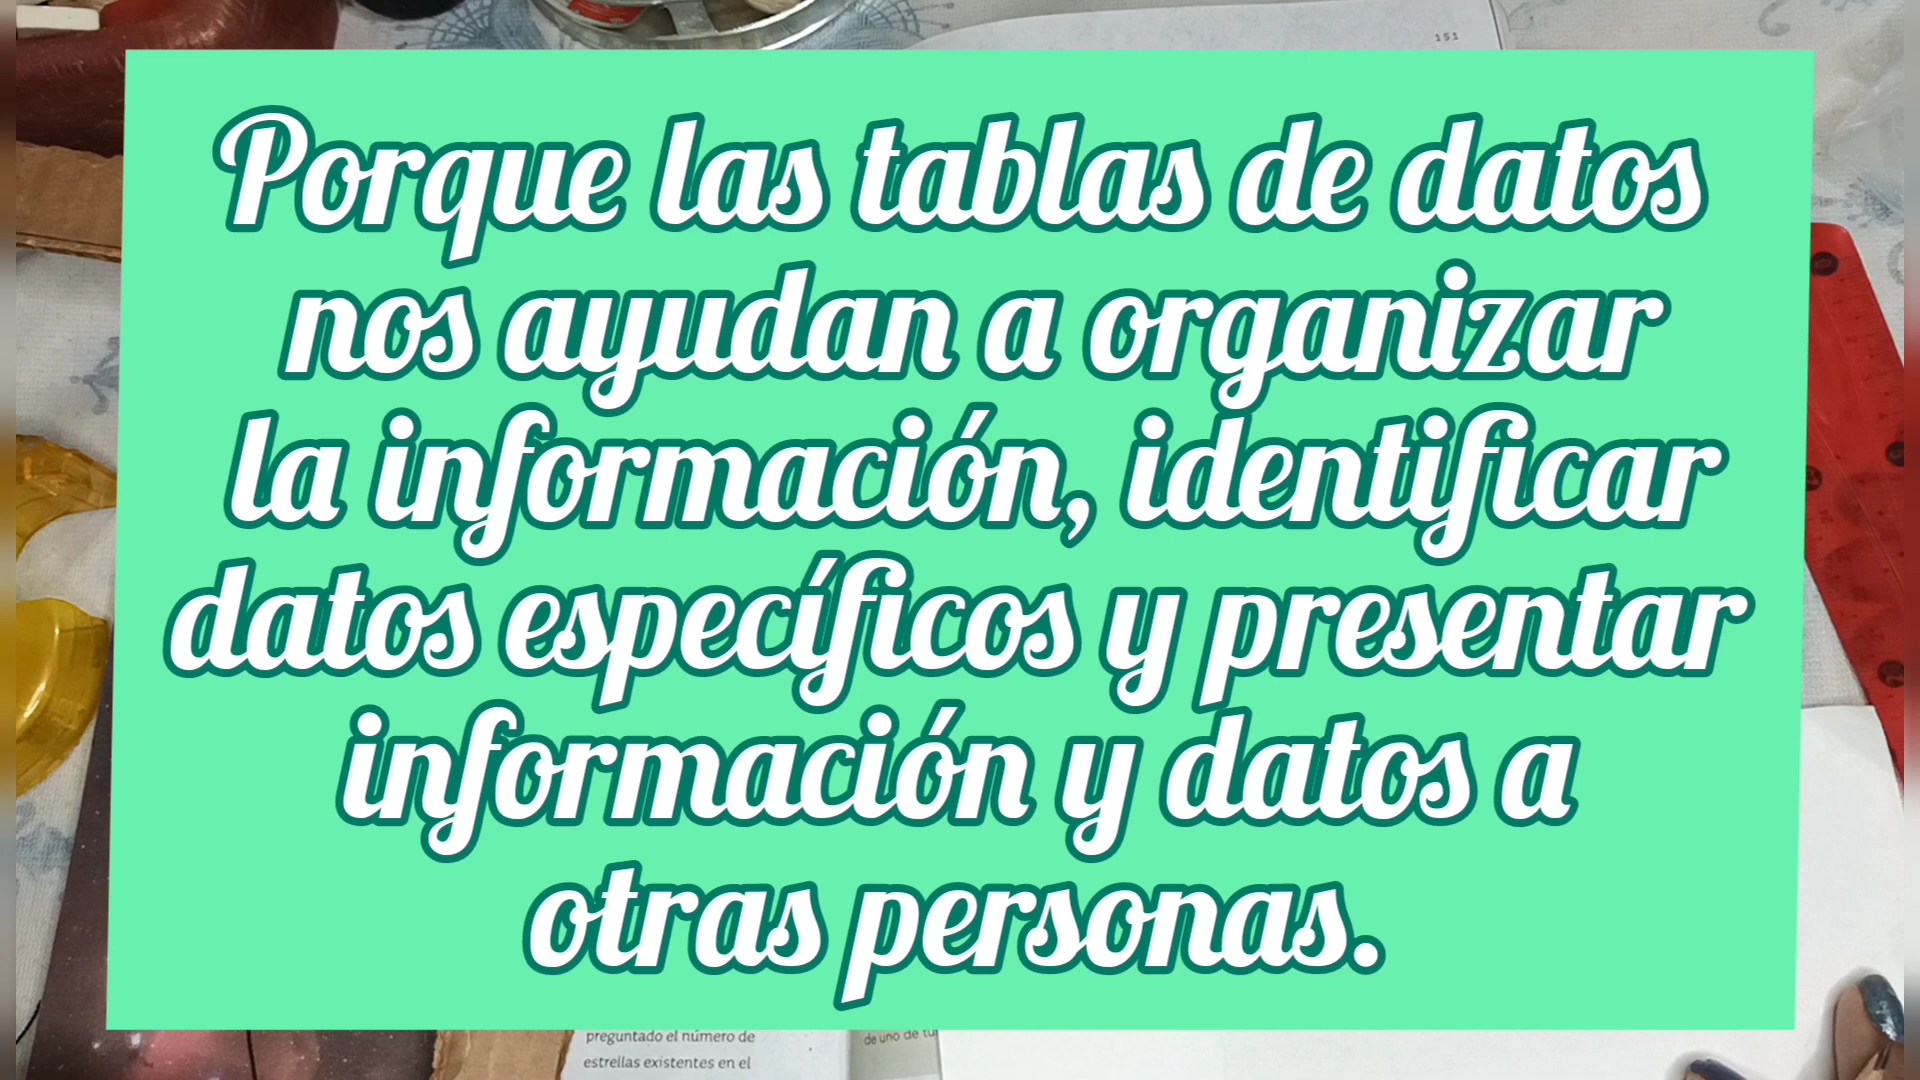 151
Porque las tablas de datos
nos ayudan a organizar
la información, identificar
datos específicos y presentar
información y datos a
otras personas.
preguntado el número de
estrellas existentes en el
de uno de tu